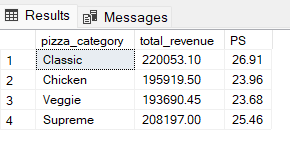 Results Messages
pizza_category total_revenue PS
1 Classic 220053.10 26.91
2 Chicken 195919.50 23.96
3 Veggie 193690.45 23.68
4 Supreme 208197.00 25.46